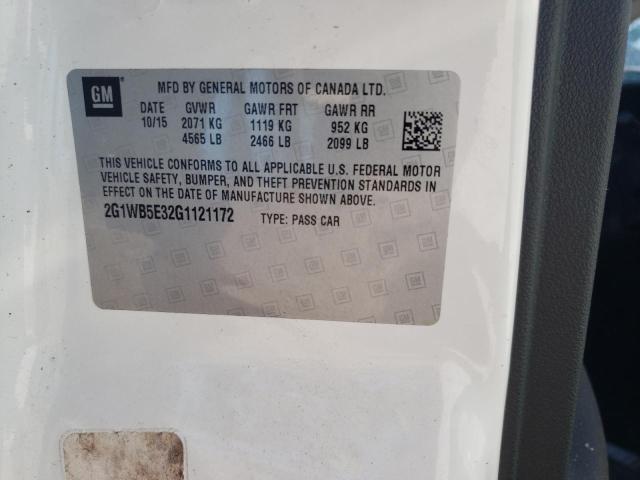 GM
MFD BY GENERAL MOTORS OF CANADA LTD.
DATE GVWR GAWR FRT GAWR RR
10/15 2071 KG 1119 KG 952 KG
4565 LB 2466 LB 2099 LB
THIS VEHICLE CONFORMS TO ALL APPLICABLE U.S. FEDERAL MOTOR
VEHICLE SAFETY, BUMPER, AND THEFT PREVENTION STANDARDS IN
EFFECT ON THE DATE OF MANUFACTURE SHOWN ABOVE.
2G1WB5E32G1121172 TYPE: PASS CAR